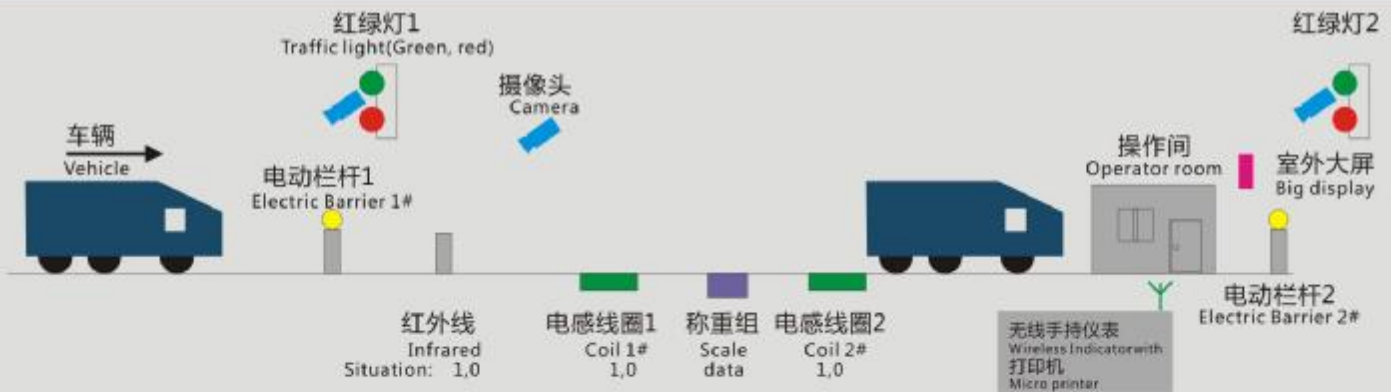 红绿灯1
Traffic light(Green, red)
红绿灯2
摄像头
Camera
车辆
Vehicle
电动栏杆1
Electric Barrier 1#
操作间
Operator room
室外大屏
Big display
红外线
Infrared
Situation: 1,0
电感线圈1
Coil 1#
1,0
称重组
Scale
data
电感线圈2
Coil 2#
1,0
电动栏杆2
Electric Barrier 2#
无线手持仪表
Wireless Indicatorwith
打印机
Micro printer